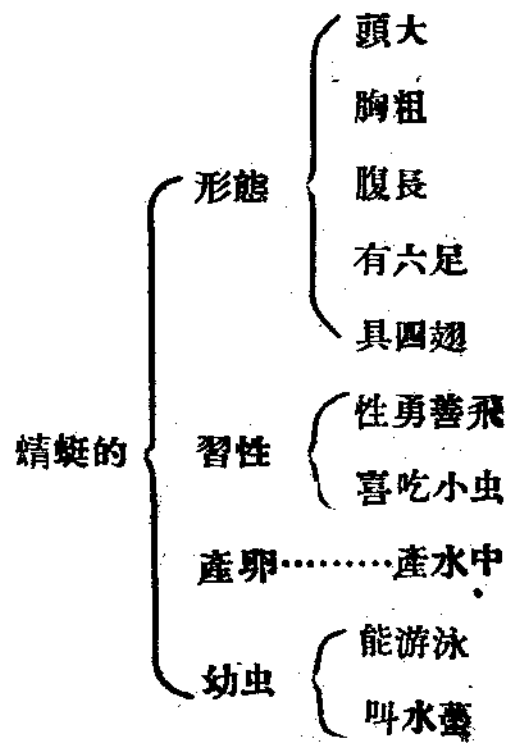 蜻蜓的
形態
頭大
胸粗
腹長
有六足
具四翅
習性
性勇善飛
喜吃小虫
產卵………產水中
幼虫
能游泳
叫水蠆